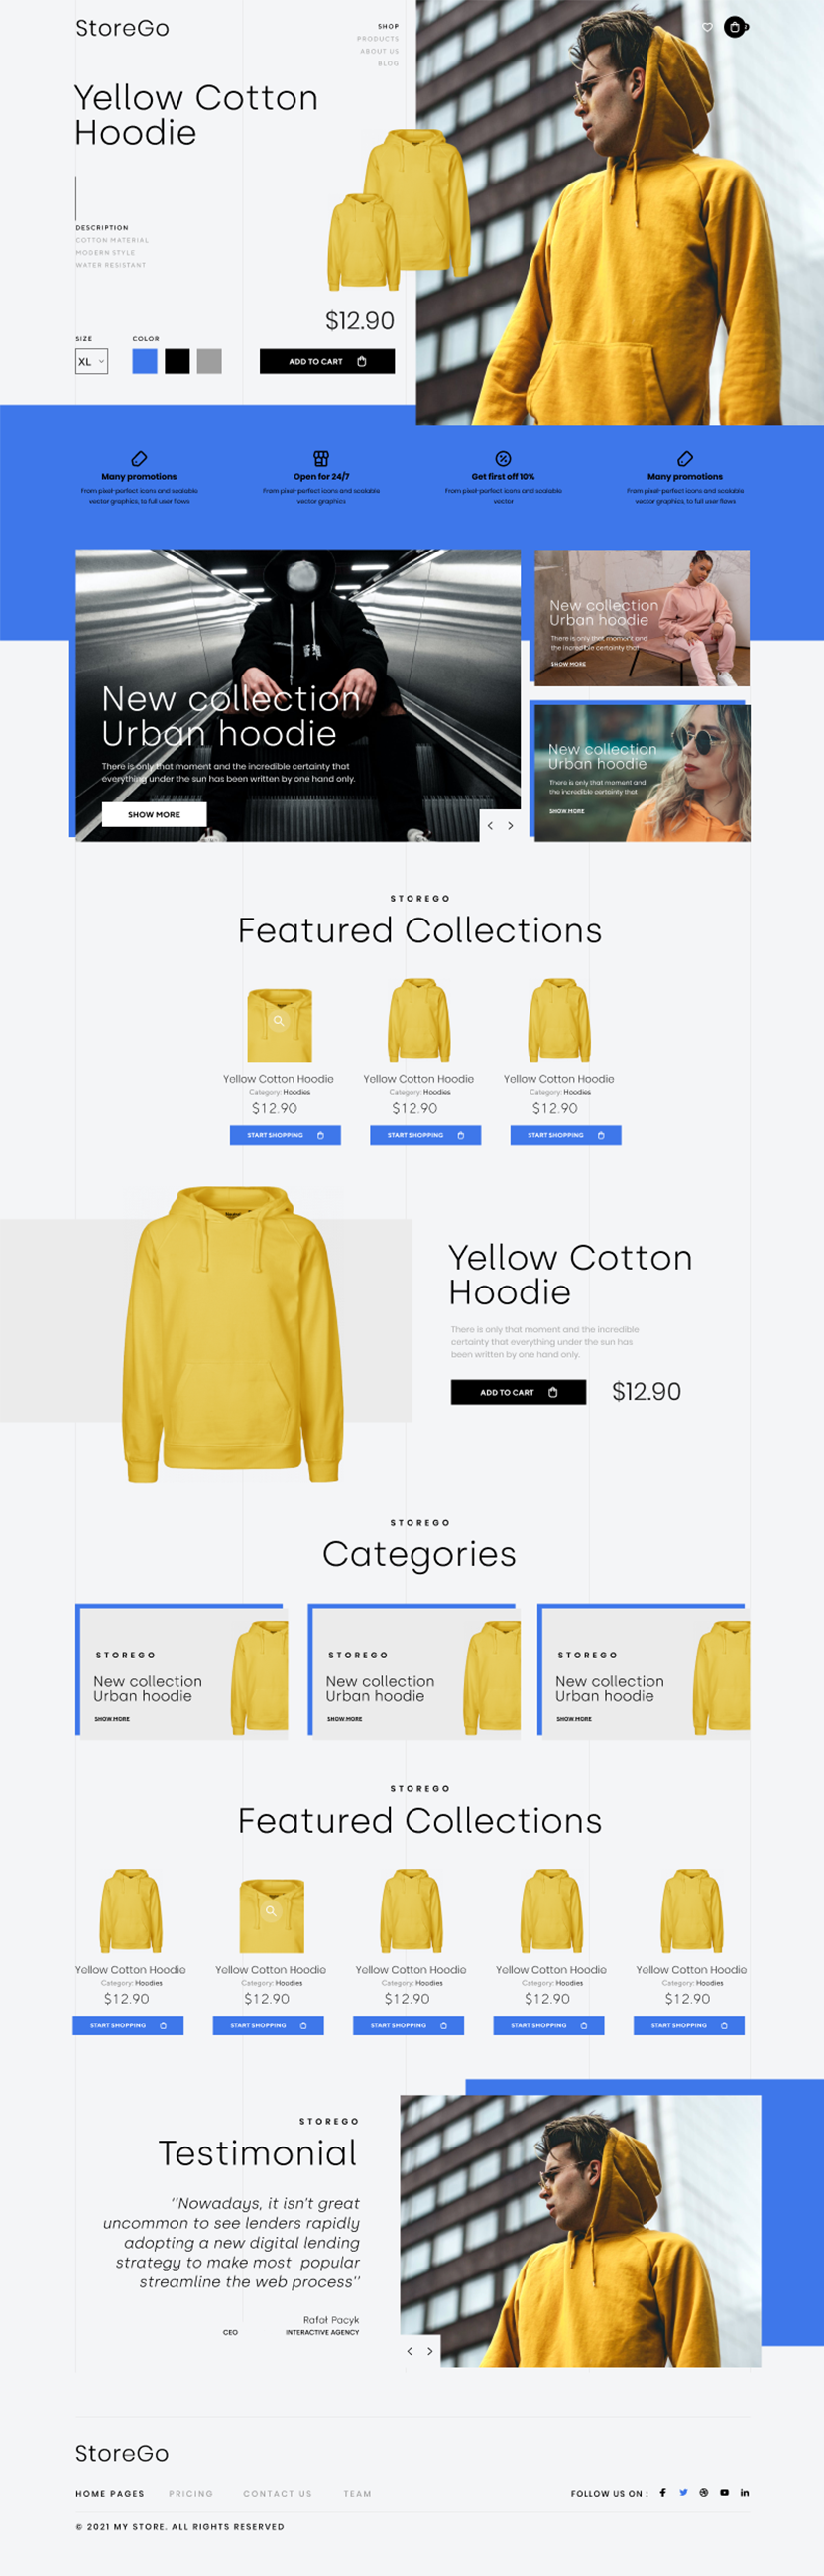 StoreGo
SHOP
PRODUCTS
ABOUT US
BLOG
Yellow Cotton
Hoodie
DESCRIPTION
COTTON MATERIAL
MODERN STYLE
WATER RESISTANT
$12.90
SIZE
COLOR
XL
ADD TO CART
Many promotions
From pixel-perfect icons and scalable
vector graphics, to full user flows
Open for 24/7
From pixel-perfect icons and scalable
vector graphics
Get first off 10%
From pixel-perfect icons and scalable
vector
Many promotions
From pixel-perfect icons and scalable
vector graphics, to full user flows
New collection
Urban hoodie
There is only that moment and the incredible certainty that
everything under the sun has been written by one hand only.
SHOW MORE
New collection
Urban hoodie
There is only that moment and
the incredible certainty that
SHOW MORE
New collection
Urban hoodie
There is only that moment and
the incredible certainty that
SHOW MORE
STOREGO
Featured Collections
Yellow Cotton Hoodie
Category: Hoodies
$12.90
START SHOPPING
Yellow Cotton Hoodie
Category: Hoodies
$12.90
START SHOPPING
Yellow Cotton Hoodie
Category: Hoodies
$12.90
START SHOPPING
Yellow Cotton
Hoodie
There is only that moment and the incredible
certainty that everything under the sun has
been written by one hand only.
ADD TO CART
$12.90
STOREGO
Categories
STOREGO
New collection
Urban hoodie
SHOW MORE
STOREGO
New collection
Urban hoodie
SHOW MORE
STOREGO
New collection
Urban hoodie
SHOW MORE
STOREGO
Featured Collections
Yellow Cotton Hoodie
Category: Hoodies
$12.90
START SHOPPING
Yellow Cotton Hoodie
Category: Hoodies
$12.90
START SHOPPING
Yellow Cotton Hoodie
Category: Hoodies
$12.90
START SHOPPING
Yellow Cotton Hoodie
Category: Hoodies
$12.90
START SHOPPING
Yellow Cotton Hoodie
Category: Hoodies
$12.90
START SHOPPING
STOREGO
Testimonial
"Nowadays, it isn't great
uncommon to see lenders rapidly
adopting a new digital lending
strategy to make most popular
streamline the web process"
Rafał Pacyk
CEO
INTERACTIVE AGENCY
StoreGo
HOME PAGES
PRICING
CONTACT US
TEAM
FOLLOW US ON :
© 2021 MY STORE. ALL RIGHTS RESERVED